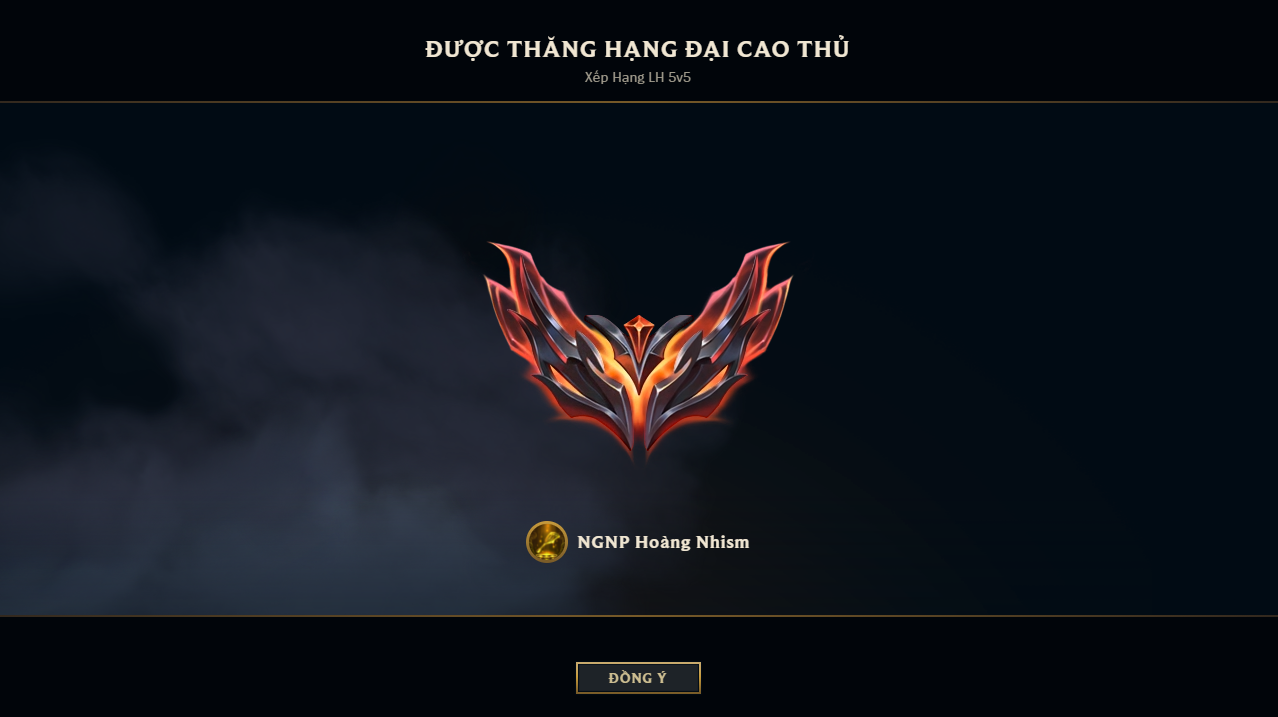 ĐƯỢC THĂNG HẠNG ĐẠI CAO THỦ
Xếp Hạng LH 5v5
NGNP Hoàng Nhism
ĐỒNG Ý